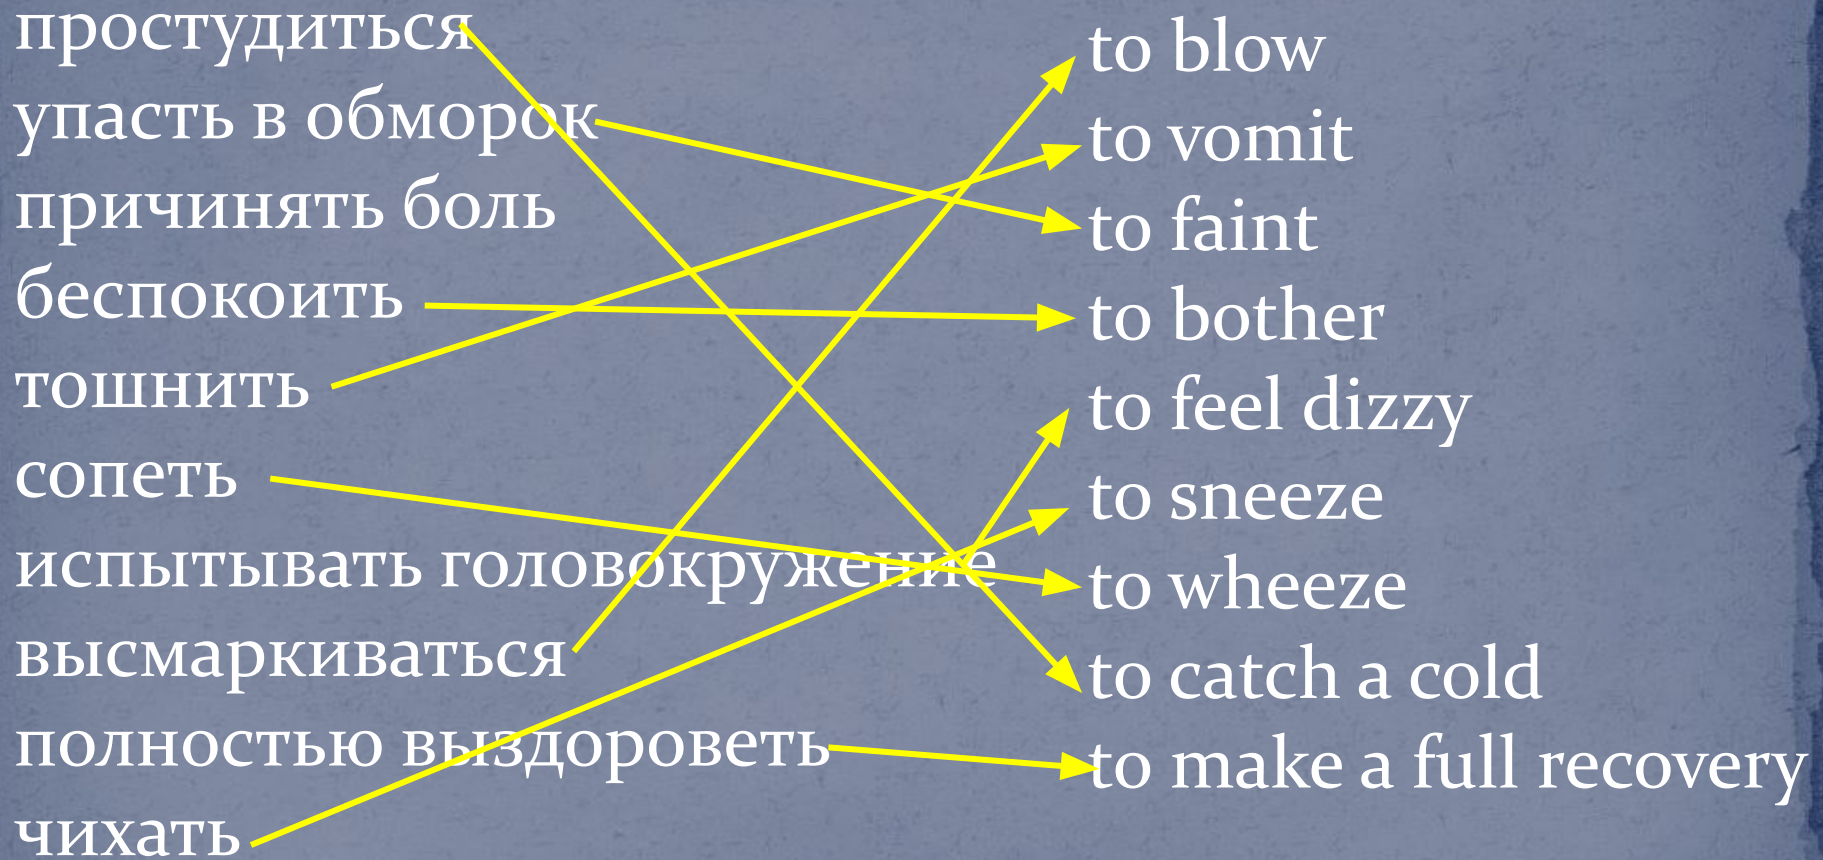 простудиться
упасть в обморок
причинять боль
беспокоить
тошнить
сопеть
испытывать головокружение
высмаркиваться
полностью выздороветь
чихать
to blow
to vomit
to faint
to bother
to feel dizzy
to sneeze
to wheeze
to catch a cold
to make a full recovery